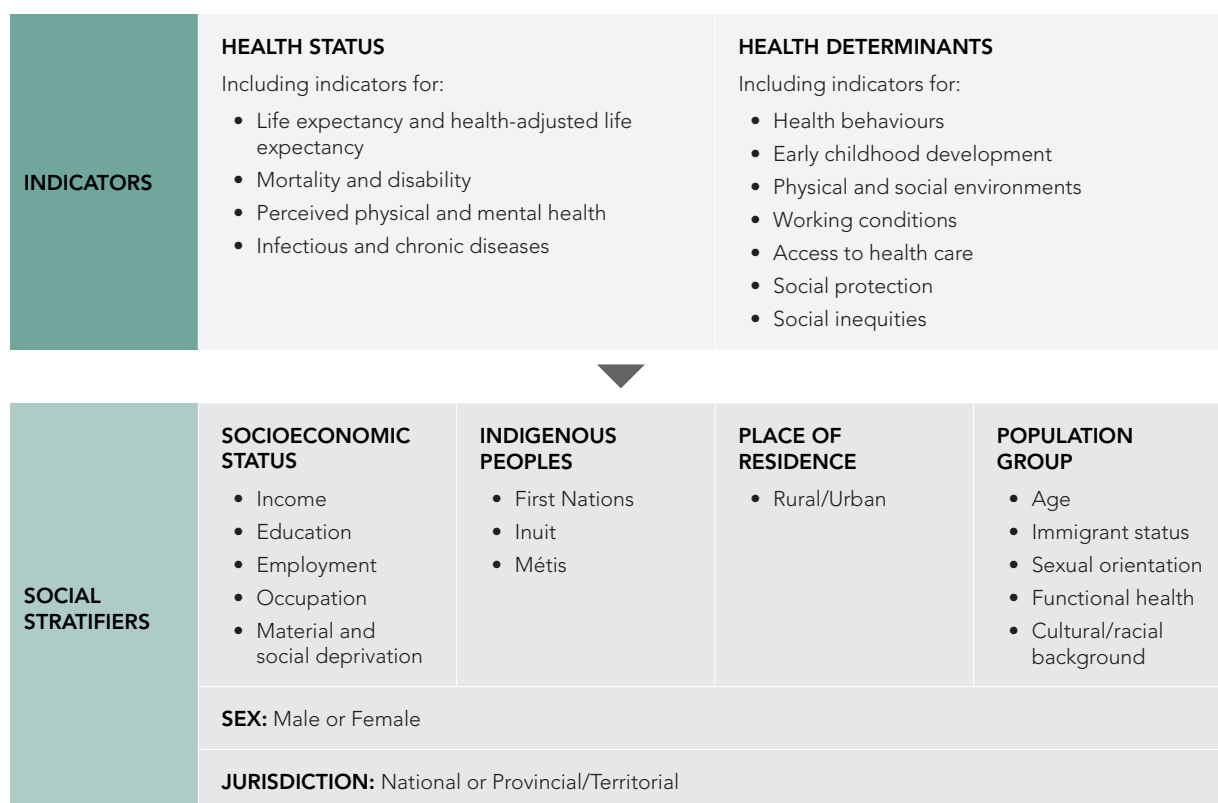 INDICATORS
HEALTH STATUS
Including indicators for:
• Life expectancy and health-adjusted life
expectancy
• Mortality and disability
• Perceived physical and mental health
• Infectious and chronic diseases
HEALTH DETERMINANTS
Including indicators for:
• Health behaviours
• Early childhood development
• Physical and social environments
• Working conditions
• Access to health care
• Social protection
• Social inequities
SOCIAL
STRATIFIERS
SOCIOECONOMIC
STATUS
• Income
• Education
• Employment
• Occupation
• Material and
social deprivation
INDIGENOUS
PEOPLES
• First Nations
• Inuit
• Métis
PLACE OF
RESIDENCE
• Rural/Urban
POPULATION
GROUP
• Age
• Immigrant status
• Sexual orientation
• Functional health
• Cultural/racial
background
SEX: Male or Female
JURISDICTION: National or Provincial/Territorial